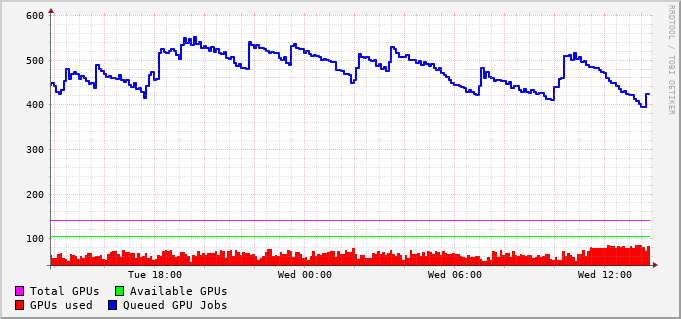 600
500
400
300
200
100
Tue 18:00 Wed 00:00 Wed 06:00 Wed 12:00
Total GPUs Available GPUs
GPUs used Queued GPU Jobs
RRDTOOL / TOBI OETIKER